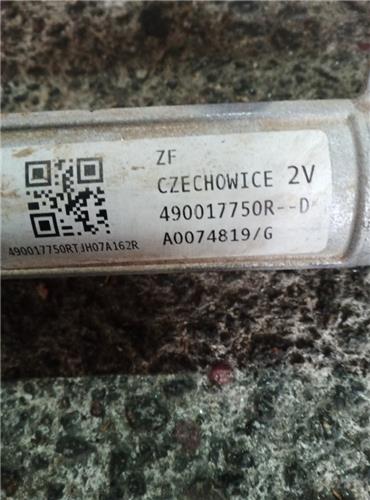 ZF
CZECHOWICE 2V
490017750R--D
A0074819/G
490017750RTJH07A162R